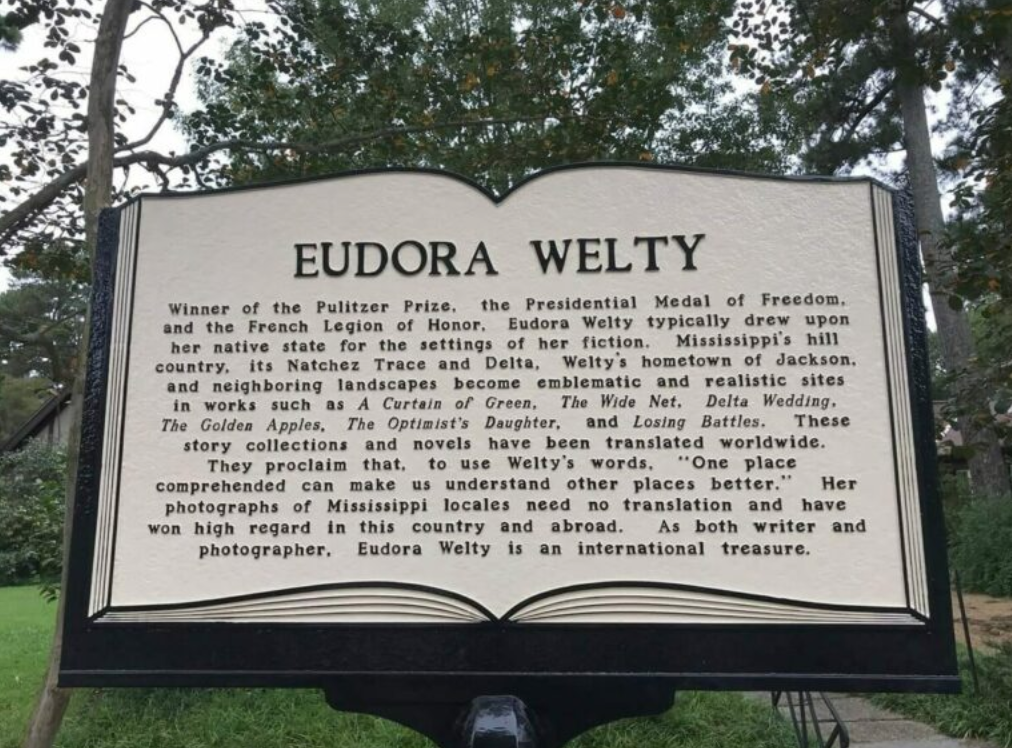 EUDORA WELTY
Winner of the Pulitzer Prize, the Presidential Medal of Freedom,
and the French Legion of Honor, Eudora Welty typically drew upon
her native state for the settings of her fiction. Mississippi's hill
country, its Natchez Trace and Delta, Welty's hometown of Jackson,
and neighboring landscapes become emblematic and realistic sites
in works such as A Curtain of Green, The Wide Net, Delta Wedding,
The Golden Apples, The Optimist's Daughter, and Losing Battles. These
story collections and novels have been translated worldwide.
They proclaim that, to use Welty's words, "One place
comprehended can make us understand other places better." Her
photographs of Mississippi locales need no translation and have
won high regard in this country and abroad. As both writer and
photographer, Eudora Welty is an international treasure.